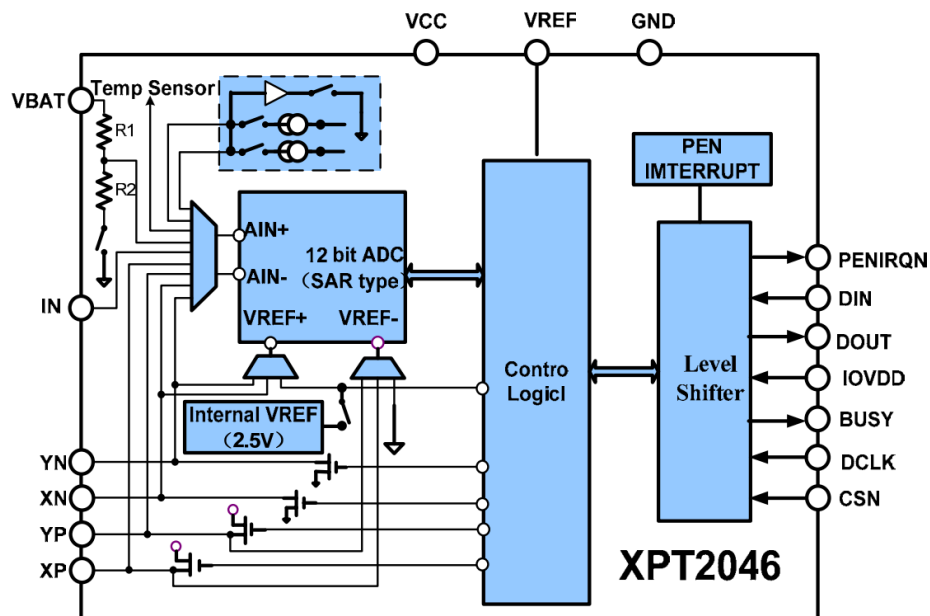 VCC
VREF
GND
Temp Sensor
VBAT
R1
R2
PEN
IMTERRUPT
AIN+
12 bit ADC
AIN-
（SAR type）
VREF+
VREF-
IN
PENIRQN
DIN
DOUT
Contro
Logicl
Level
Shifter
IOVDD
Internal VREF
（2.5V）
BUSY
YN
DCLK
XN
CSN
YP
XP
XPT2046